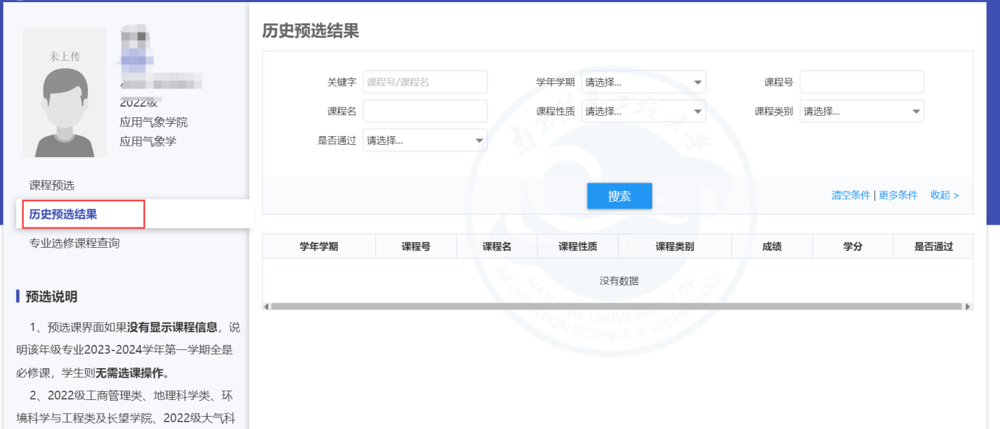 未上传
2022级
应用气象学院
应用气象学
课程预选
历史预选结果
专业选修课程查询
预选说明
1、预选课界面如果没有显示课程信息，说
明该年级专业2023-2024学年第一学期全是
必修课，学生则无需选课操作。
2、2022级工商管理类、地理科学类、环
境科学与工程类及长望学院、2022级大气科
历史预选结果
关键字 课程号/课程名 学年学期 请选择... 课程号
课程名 课程性质 请选择... 课程类别 请选择...
是否通过 请选择...
搜索 清空条件 | 更多条件 收起 >
学年学期 课程号 课程名 课程性质 课程类别 成绩 学分 是否通过
没有数据
NANJING UNIVERSITY OF
INFORMATION SCIENCE & TECHNOLOGY